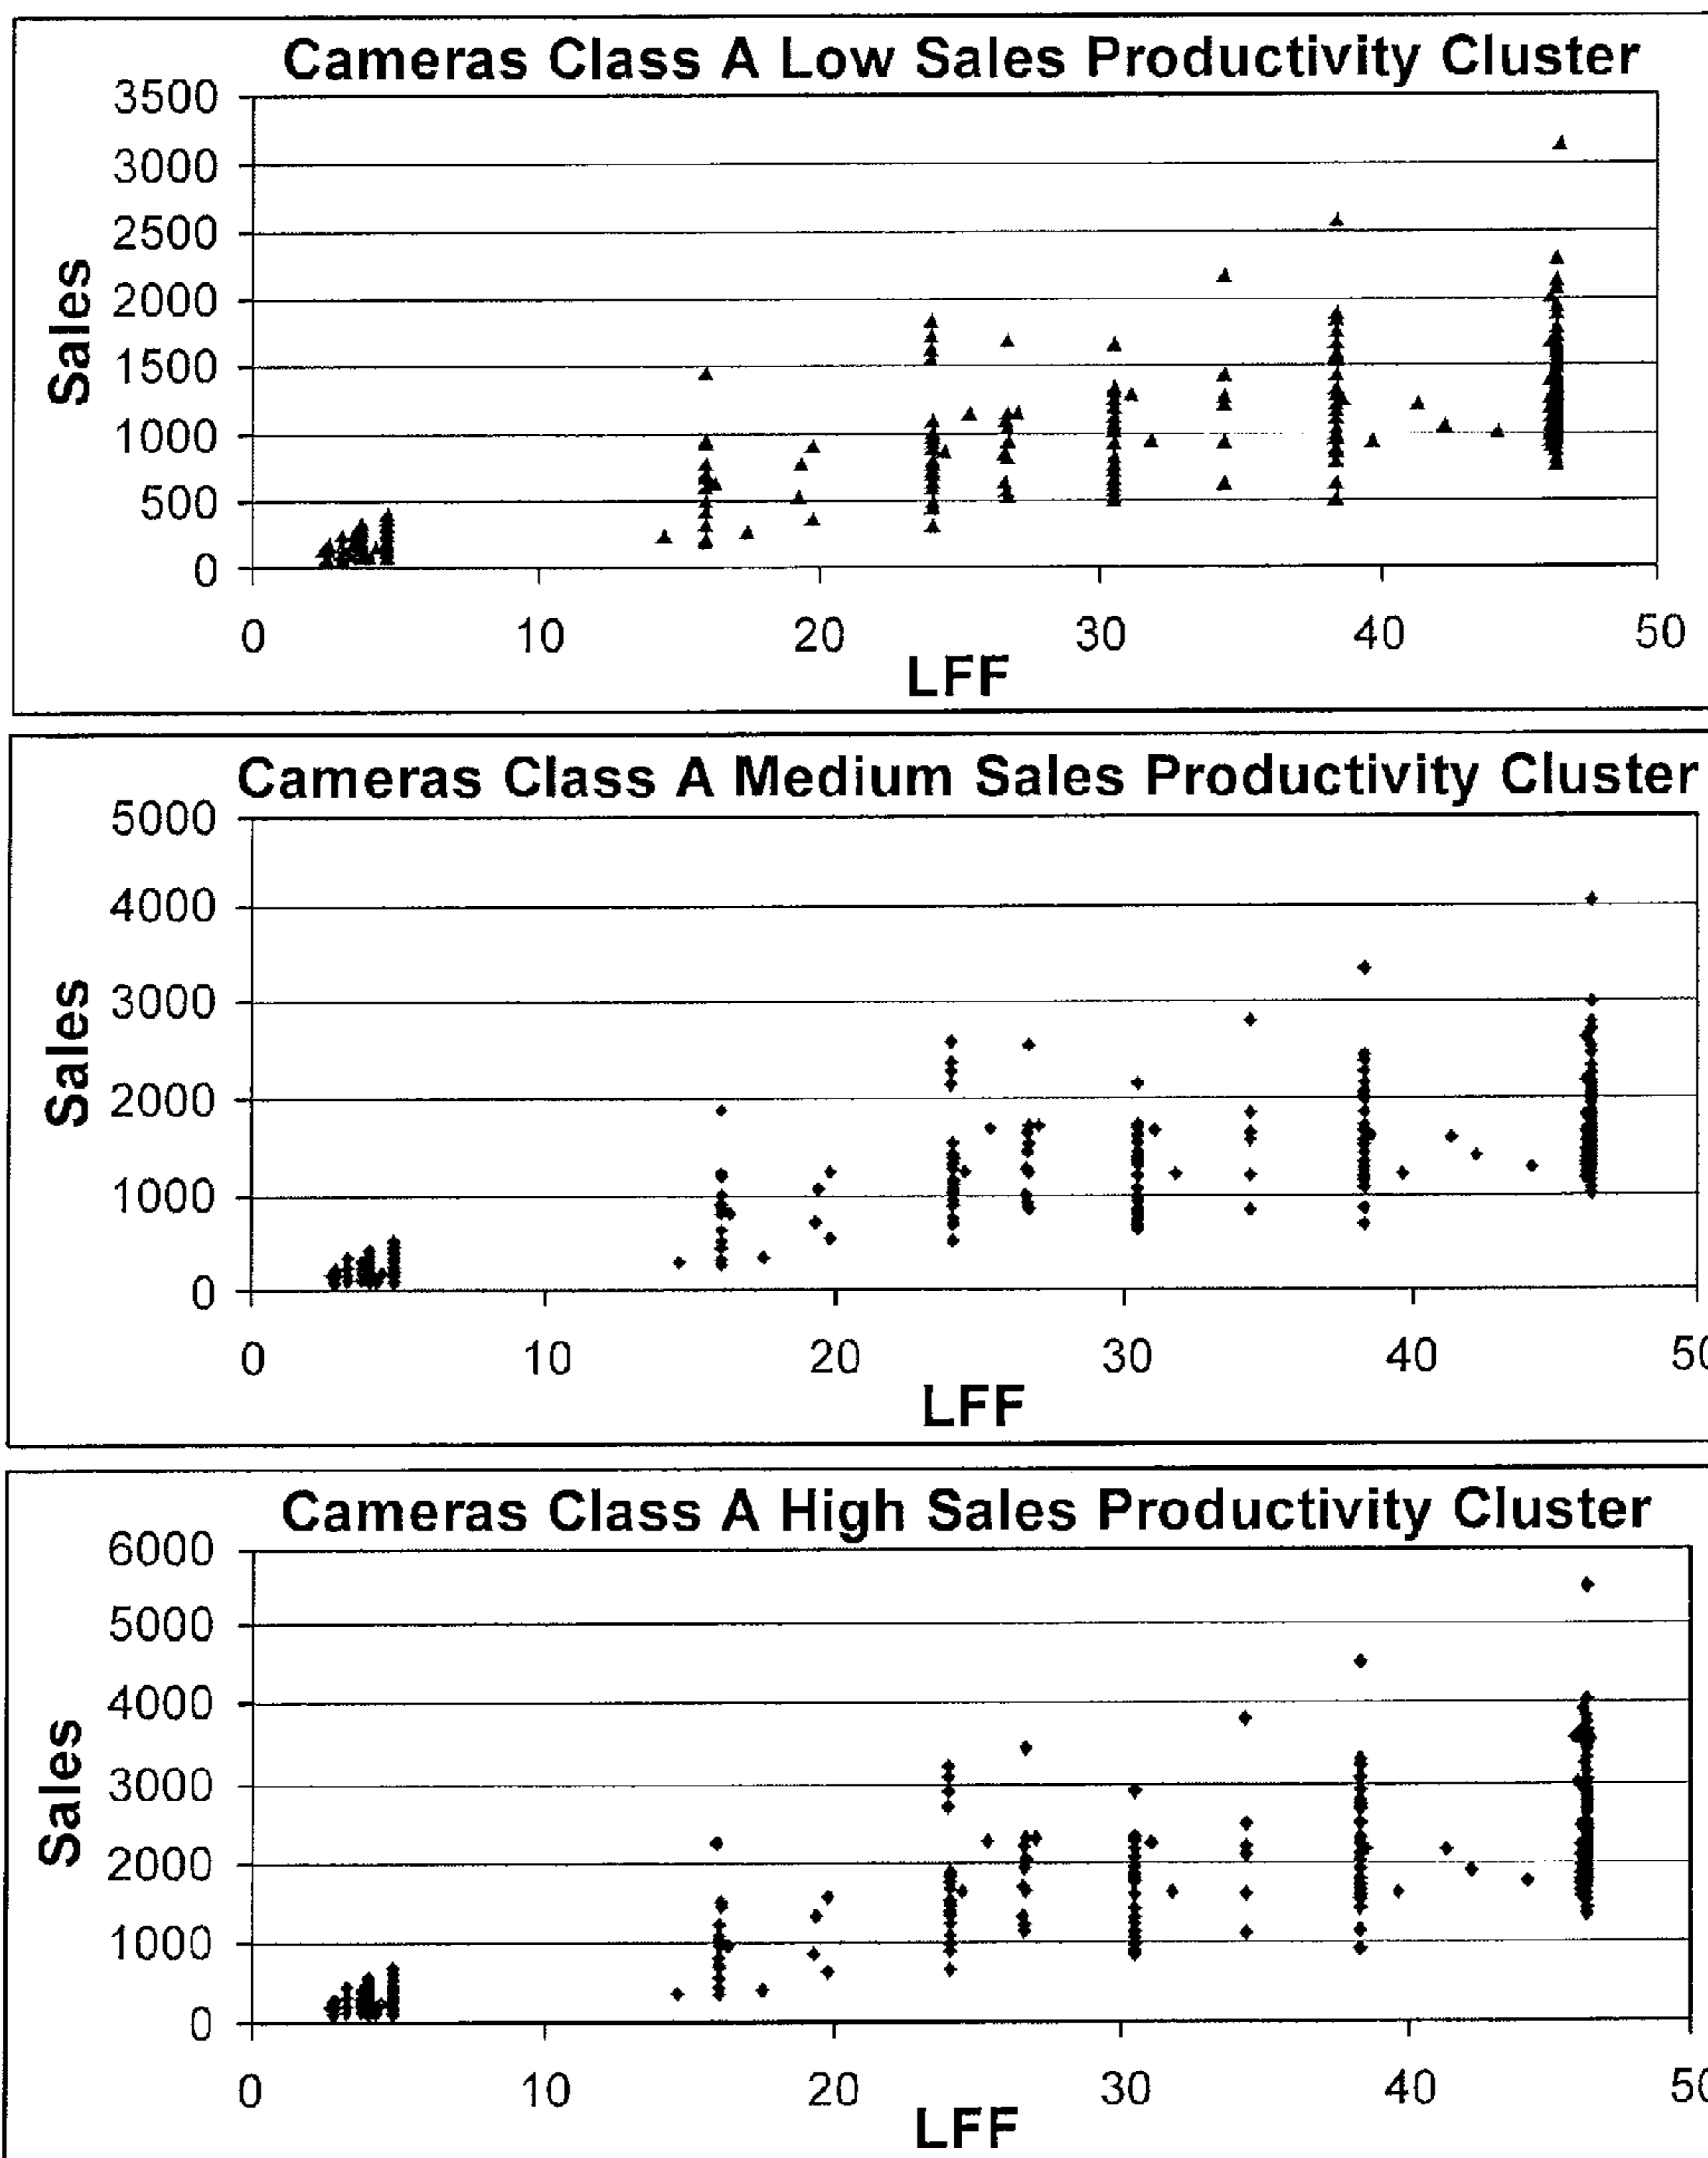 Cameras Class A Low Sales Productivity Cluster
3500
3000
2500
2000
1500
1000
500
0
Sales
0 10 20 30 40 50
LFF
Cameras Class A Medium Sales Productivity Cluster
5000
4000
3000
2000
1000
0
Sales
0 10 20 30 40 50
LFF
Cameras Class A High Sales Productivity Cluster
6000
5000
4000
3000
2000
1000
0
Sales
0 10 20 30 40 50
LFF